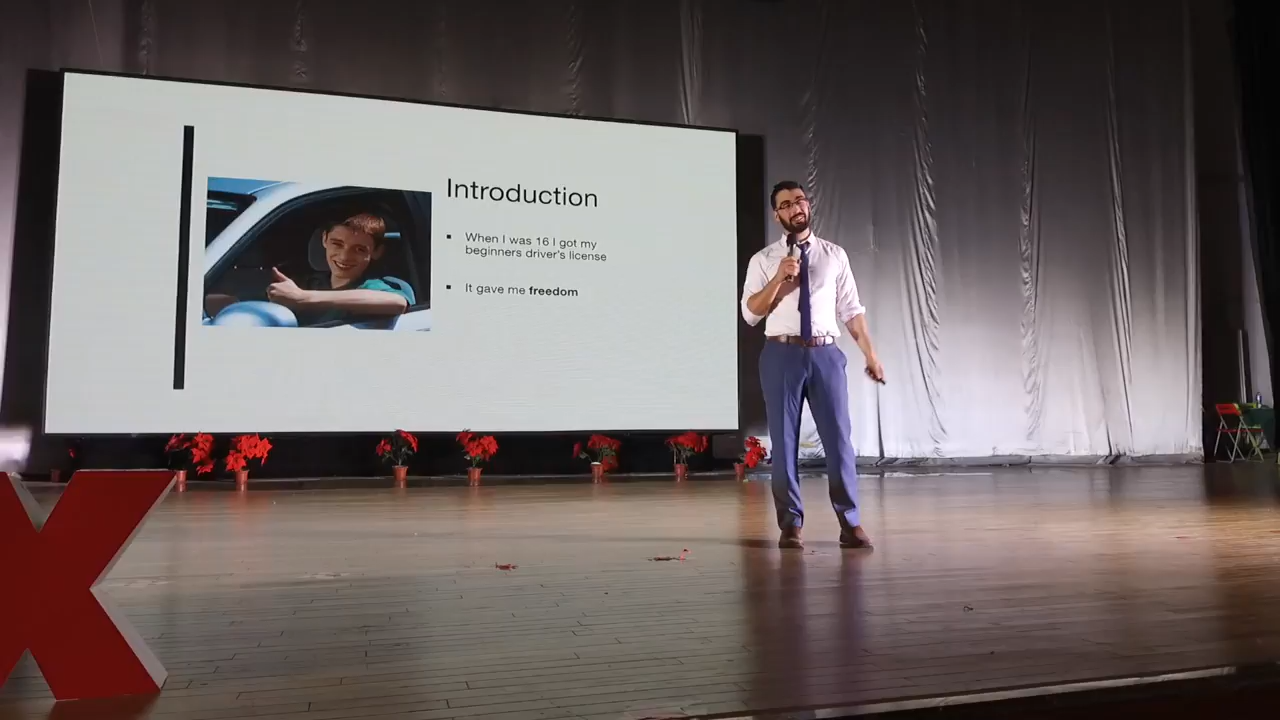 Introduction
When I was 16 I got my
beginners driver's license
It gave me freedom
X